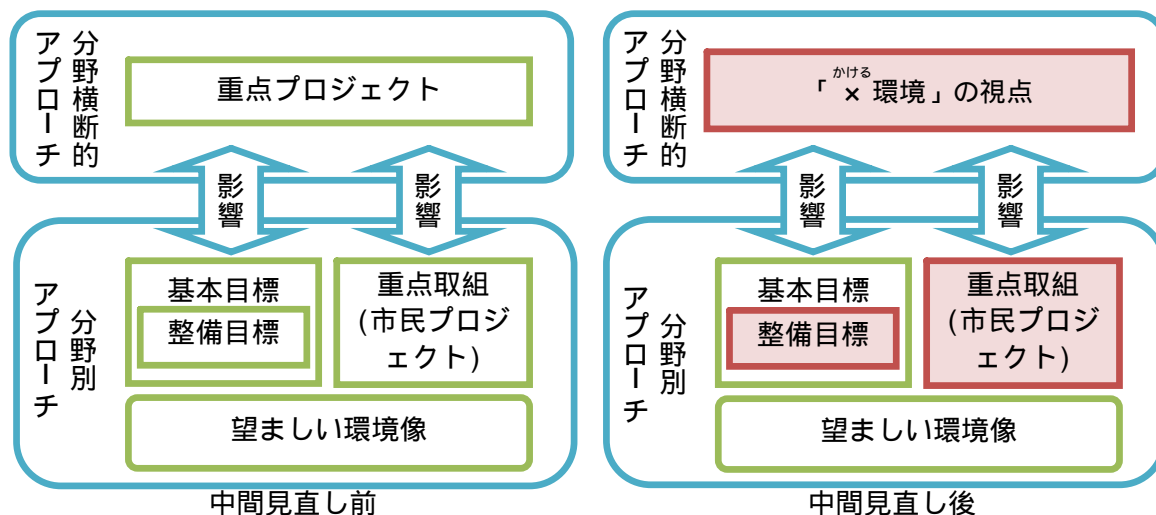 分野横断的
アプローチ
重点プロジェクト
影響
影響
分野別
アプローチ
基本目標
整備目標
重点取組
(市民プロジ
ェクト)
望ましい環境像
中間見直し前
分野横断的
アプローチ
かける
「×環境」の視点
影響
影響
分野別
アプローチ
基本目標
整備目標
重点取組
(市民プロジ
ェクト)
望ましい環境像
中間見直し後